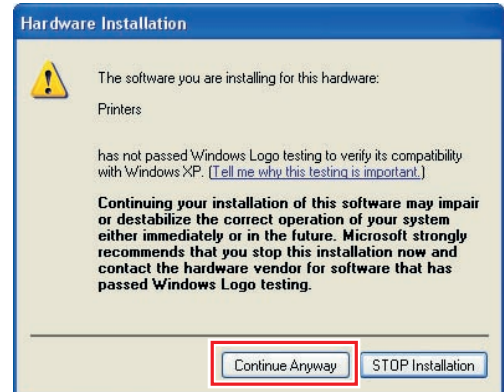 Hardware Installation
The software you are installing for this hardware:
Printers
has not passed Windows Logo testing to verify its compatibility
with Windows XP. (Tell me why this testing is important.)
Continuing your installation of this software may impair
or destabilize the correct operation of your system
either immediately or in the future. Microsoft strongly
recommends that you stop this installation now and
contact the hardware vendor for software that has
passed Windows Logo testing.
Continue Anyway STOP Installation